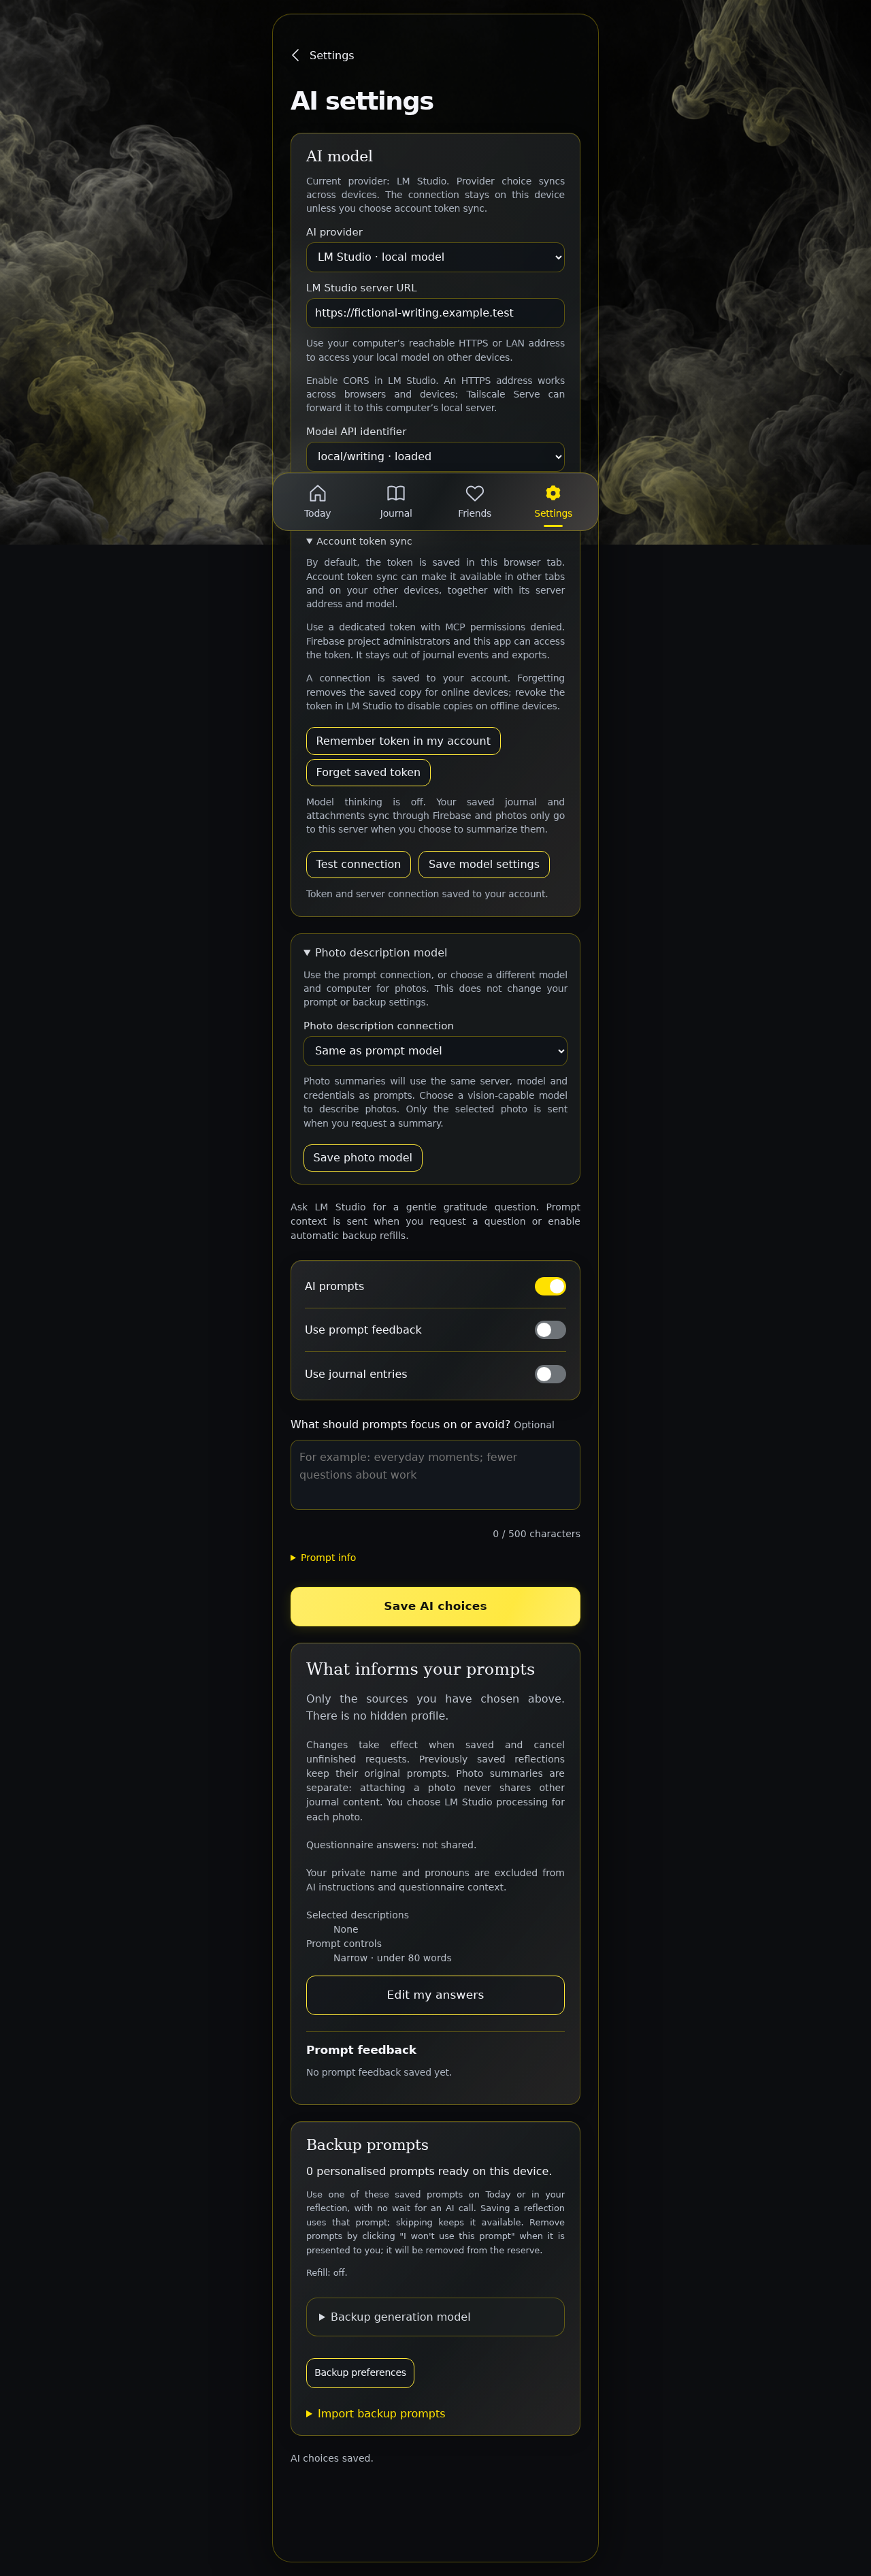 Settings
AI settings
AI model
Current provider: LM Studio. Provider choice syncs
across devices. The connection stays on this device
unless you choose account token sync.
AI provider
LM Studio · local model
LM Studio server URL
https://fictional-writing.example.test
Use your computer’s reachable HTTPS or LAN address
to access your local model on other devices.
Enable CORS in LM Studio. An HTTPS address works
across browsers and devices; Tailscale Serve can
forward it to this computer’s local server.
Model API identifier
local/writing · loaded
Today
Journal
Friends
Settings
▼ Account token sync
By default, the token is saved in this browser tab.
Account token sync can make it available in other tabs
and on your other devices, together with its server
address and model.
Use a dedicated token with MCP permissions denied.
Firebase project administrators and this app can access
the token. It stays out of journal events and exports.
A connection is saved to your account. Forgetting
removes the saved copy for online devices; revoke the
token in LM Studio to disable copies on offline devices.
Remember token in my account
Forget saved token
Model thinking is off. Your saved journal and
attachments sync through Firebase and photos only go
to this server when you choose to summarize them.
Test connection
Save model settings
Token and server connection saved to your account.
▼ Photo description model
Use the prompt connection, or choose a different model
and computer for photos. This does not change your
prompt or backup settings.
Photo description connection
Same as prompt model
Photo summaries will use the same server, model and
credentials as prompts. Choose a vision-capable model
to describe photos. Only the selected photo is sent
when you request a summary.
Save photo model
Ask LM Studio for a gentle gratitude question. Prompt
context is sent when you request a question or enable
automatic backup refills.
AI prompts
Use prompt feedback
Use journal entries
What should prompts focus on or avoid? Optional
For example: everyday moments; fewer
questions about work
0 / 500 characters
▶ Prompt info
Save AI choices
What informs your prompts
Only the sources you have chosen above.
There is no hidden profile.
Changes take effect when saved and cancel
unfinished requests. Previously saved reflections
keep their original prompts. Photo summaries are
separate: attaching a photo never shares other
journal content. You choose LM Studio processing for
each photo.
Questionnaire answers: not shared.
Your private name and pronouns are excluded from
AI instructions and questionnaire context.
Selected descriptions
None
Prompt controls
Narrow · under 80 words
Edit my answers
Prompt feedback
No prompt feedback saved yet.
Backup prompts
0 personalised prompts ready on this device.
Use one of these saved prompts on Today or in your
reflection, with no wait for an AI call. Saving a reflection
uses that prompt; skipping keeps it available. Remove
prompts by clicking "I won't use this prompt" when it is
presented to you; it will be removed from the reserve.
Refill: off.
▶ Backup generation model
Backup preferences
▶ Import backup prompts
AI choices saved.